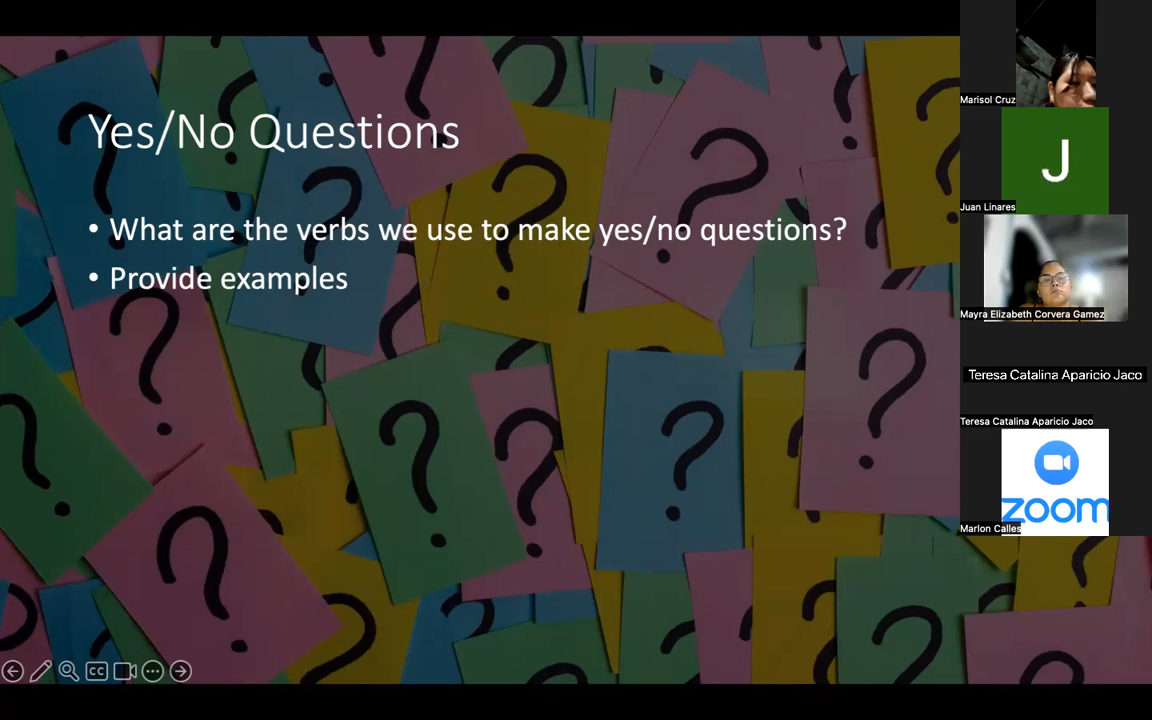 Yes/No Questions
• What are the verbs we use to make yes/no questions?
• Provide examples
Marisol Cruz
J
Juan Linares
Mayra Elizabeth Corvera Gamez
Teresa Catalina Aparicio Jaco
Teresa Catalina Aparicio Jaco
zoom
Marlon Calles
CC